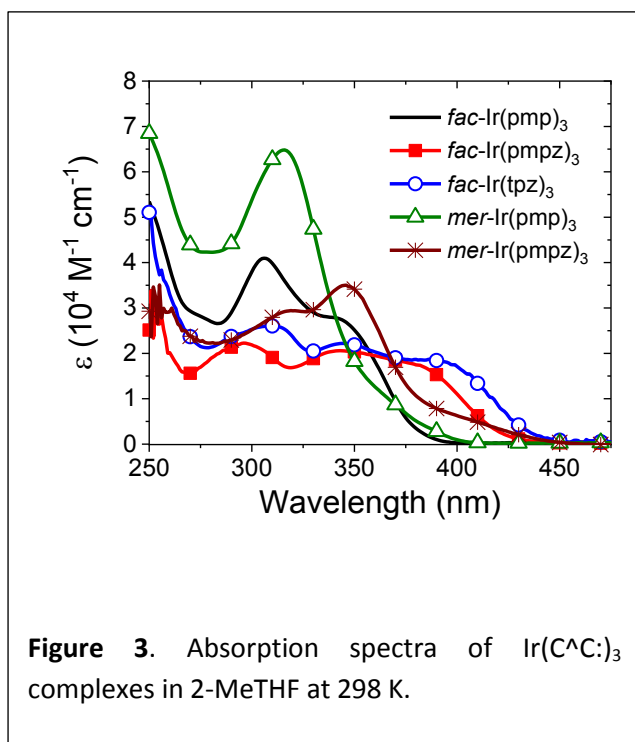 8
7
6
5
4
3
2
1
0
ε (10⁴ M⁻¹ cm⁻¹)
fac-Ir(pmp)₃
fac-Ir(pmpz)₃
fac-Ir(tpz)₃
mer-Ir(pmp)₃
mer-Ir(pmpz)₃
250 300 350 400 450
Wavelength (nm)
Figure 3. Absorption spectra of Ir(C^C:)₃
complexes in 2-MeTHF at 298 K.